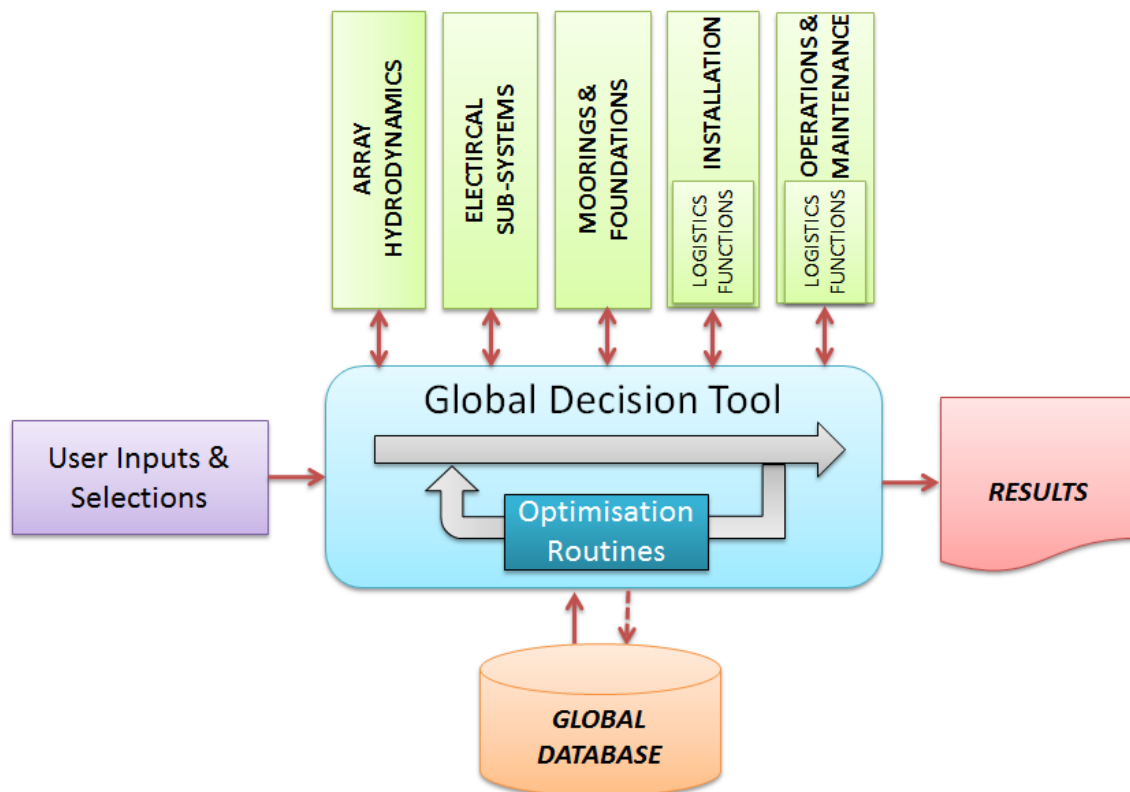 ARRAY
HYDRODYNAMICS
ELECTIRCAL
SUB-SYSTEMS
MOORINGS &
FOUNDATIONS
INSTALLATION
LOGISTICS
FUNCTIONS
OPERATIONS &
MAINTENANCE
LOGISTICS
FUNCTIONS
Global Decision Tool
User Inputs &
Selections
Optimisation
Routines
RESULTS
GLOBAL
DATABASE